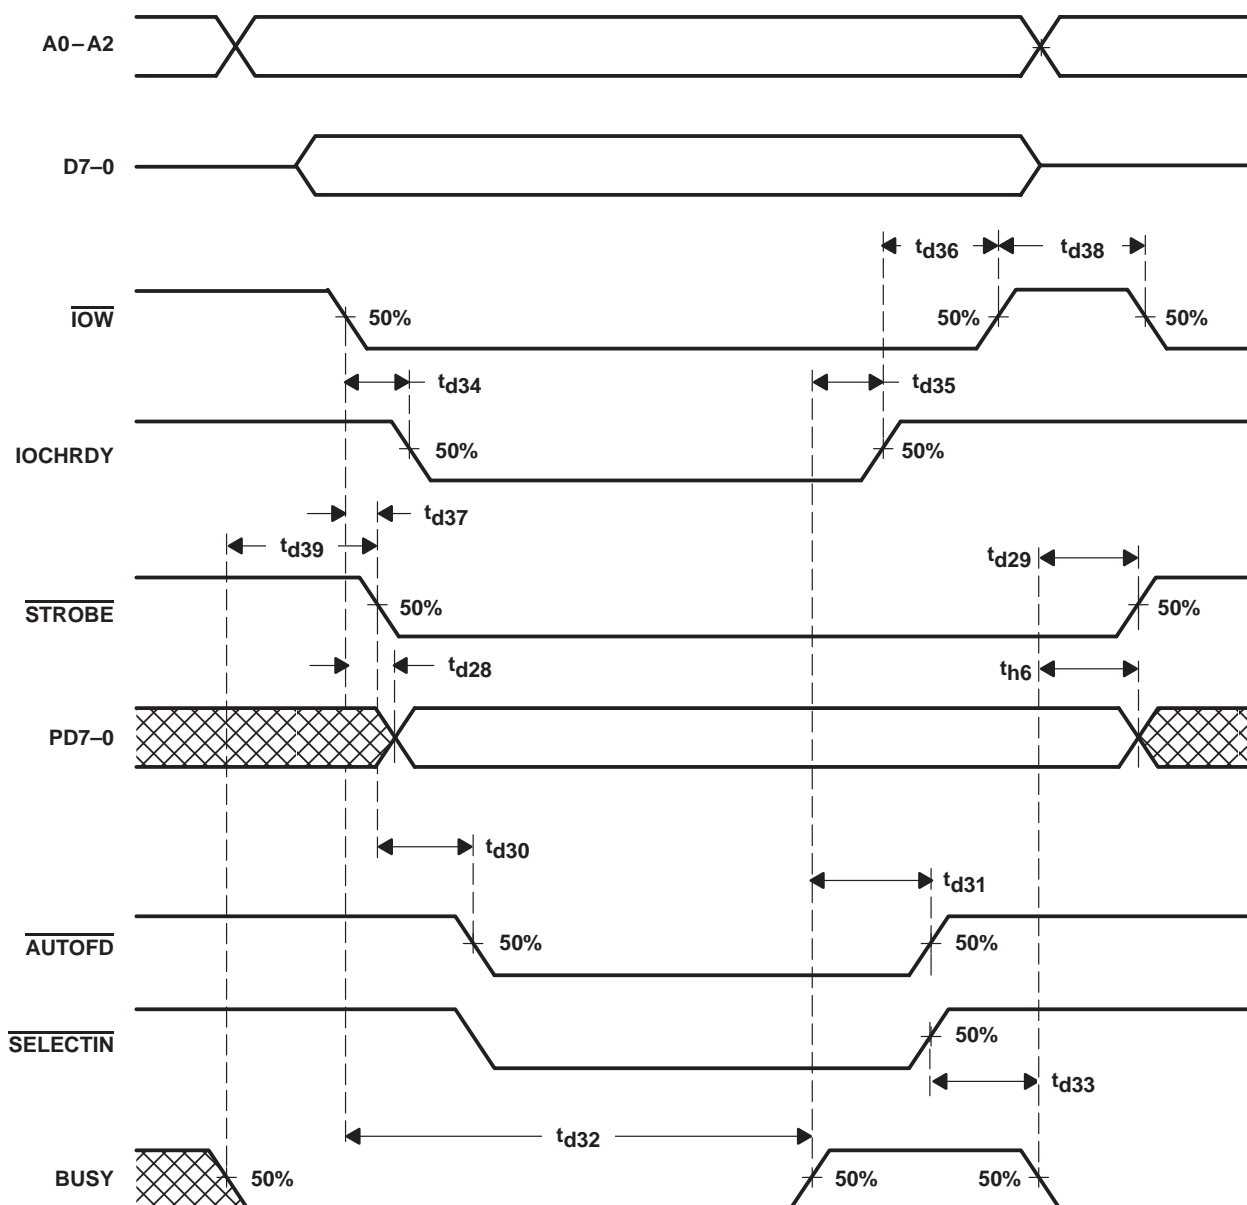 A0–A2
D7–0
td36 td38
IOW 50% 50% 50%
td34 td35
IOCHRDY 50% 50%
td37
td39 td29
STROBE 50% 50%
td28 th6
PD7–0
td30
td31
AUTOFD 50% 50%
SELECTIN 50%
td33
td32
BUSY 50% 50% 50%